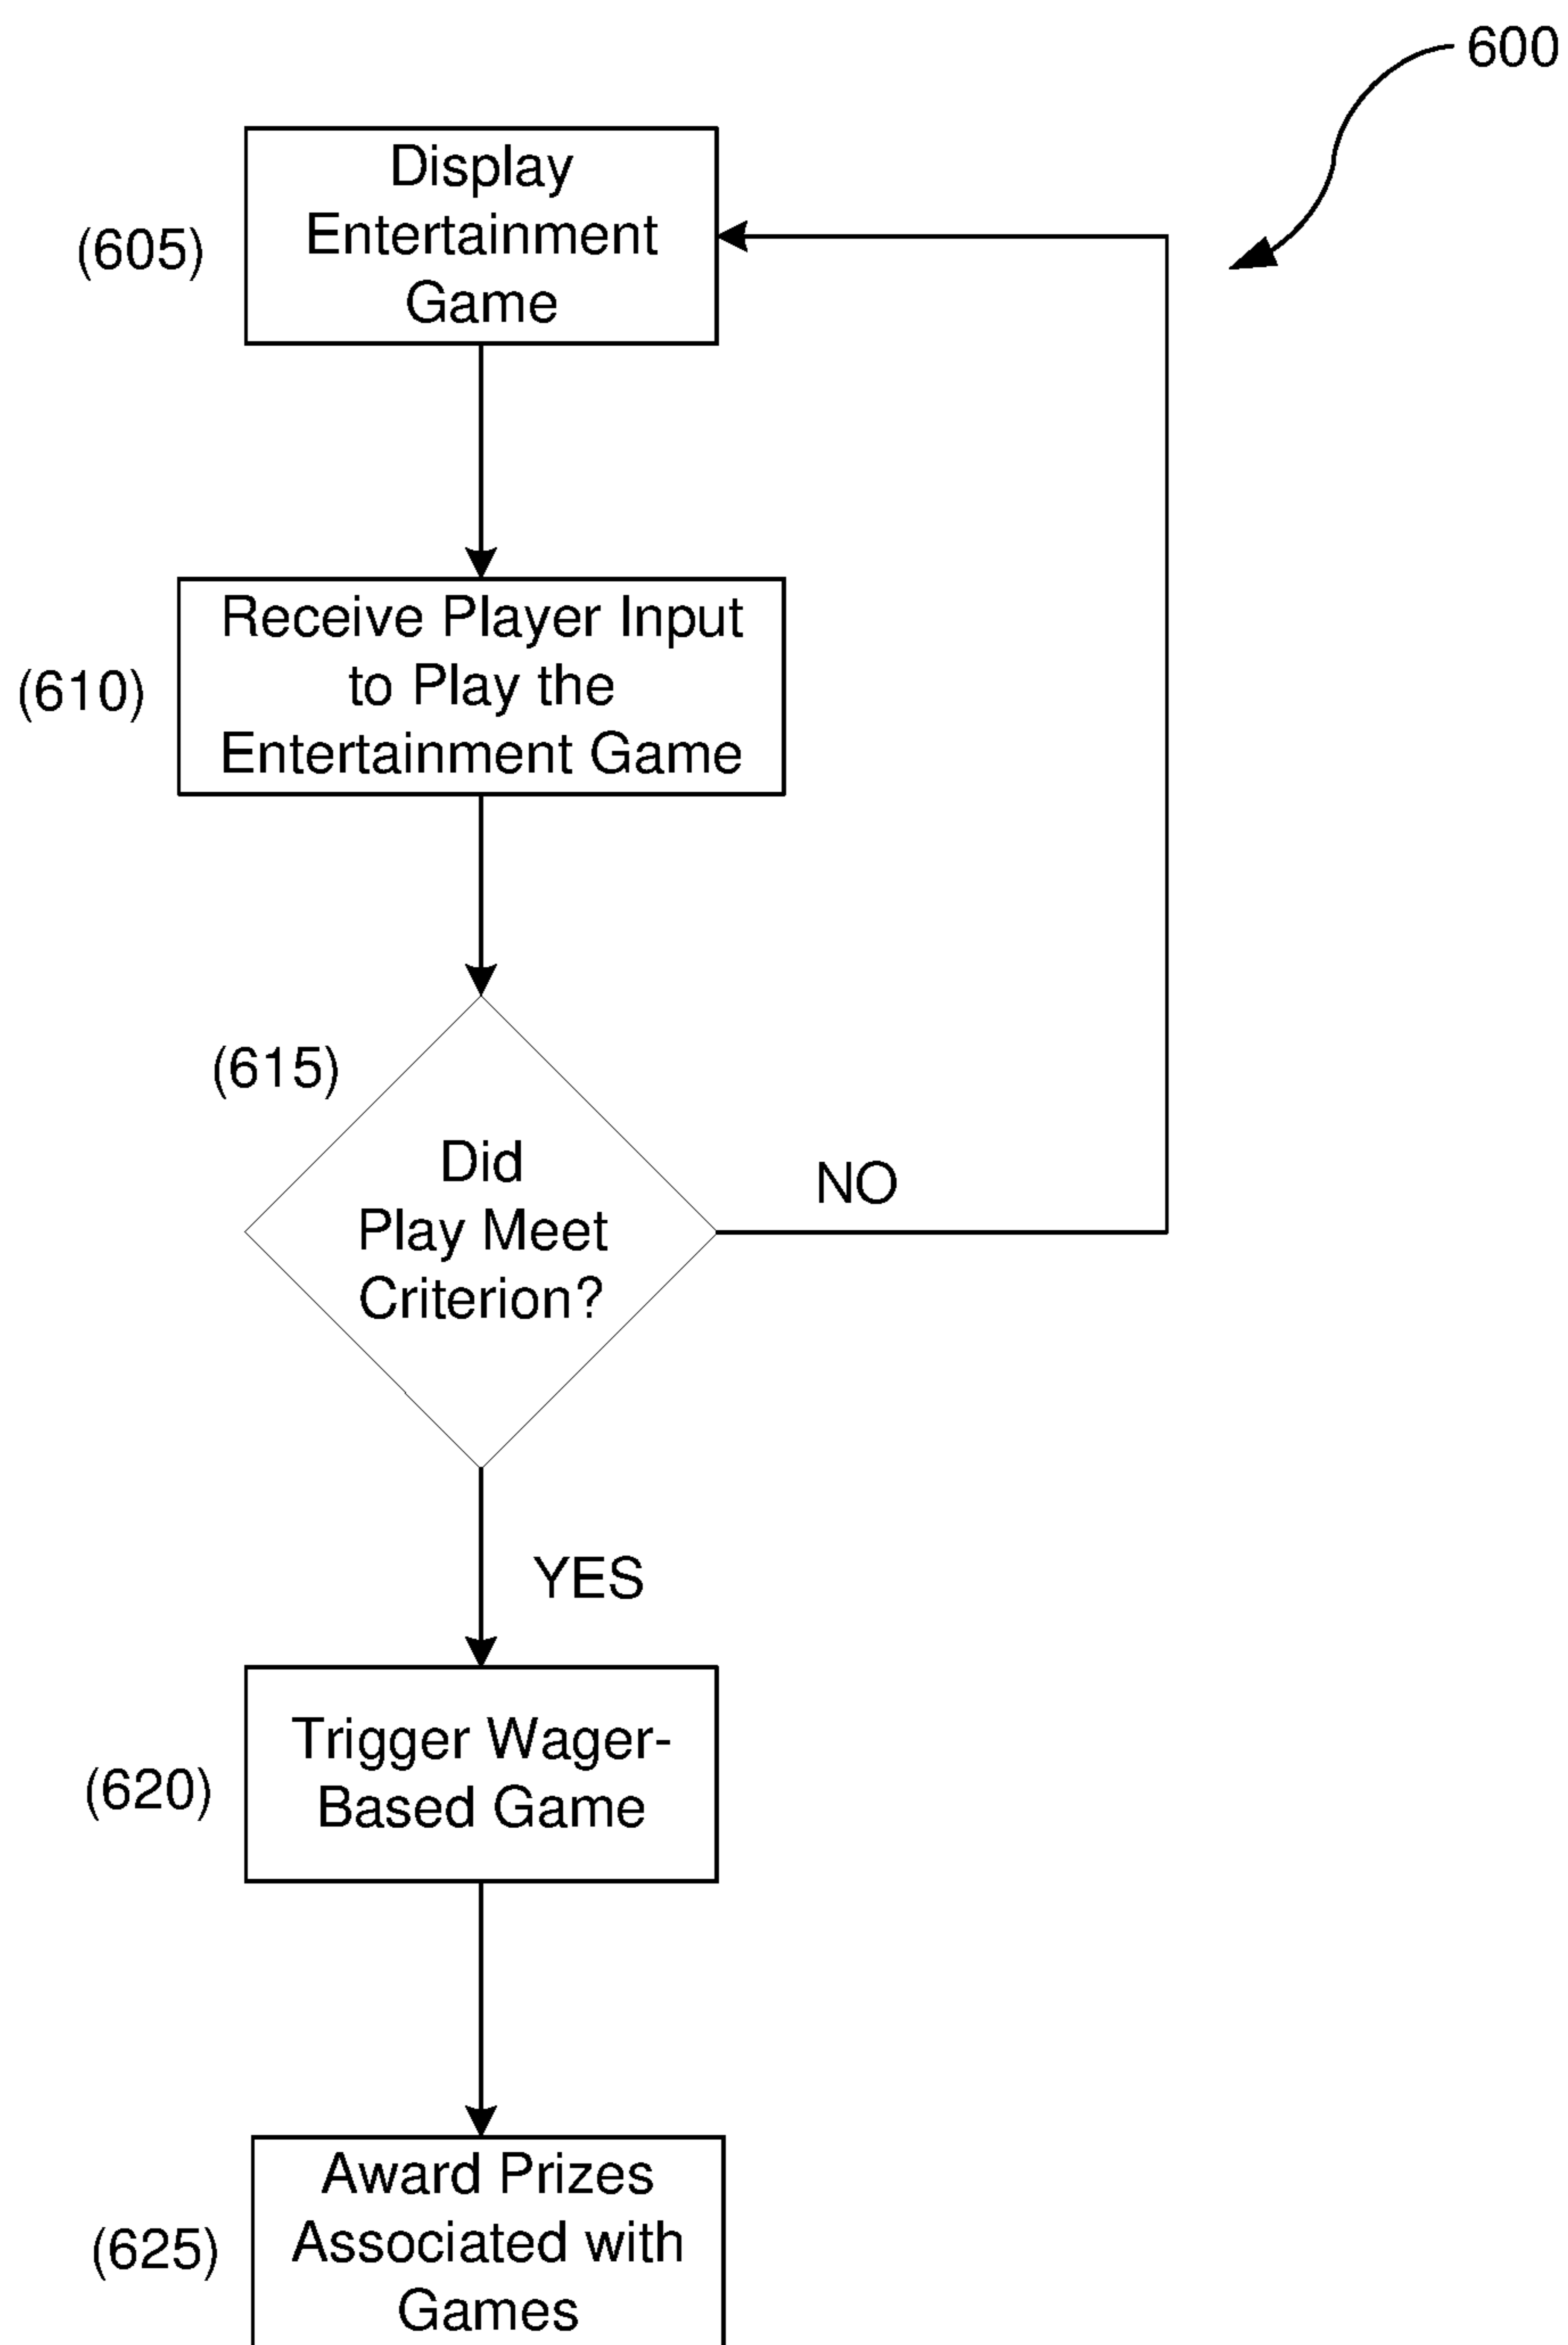 600
Display
Entertainment
Game
(605)
Receive Player Input
to Play the
Entertainment Game
(610)
(615)
Did
Play Meet
Criterion?
NO
YES
Trigger Wager-
Based Game
(620)
Award Prizes
Associated with
Games
(625)